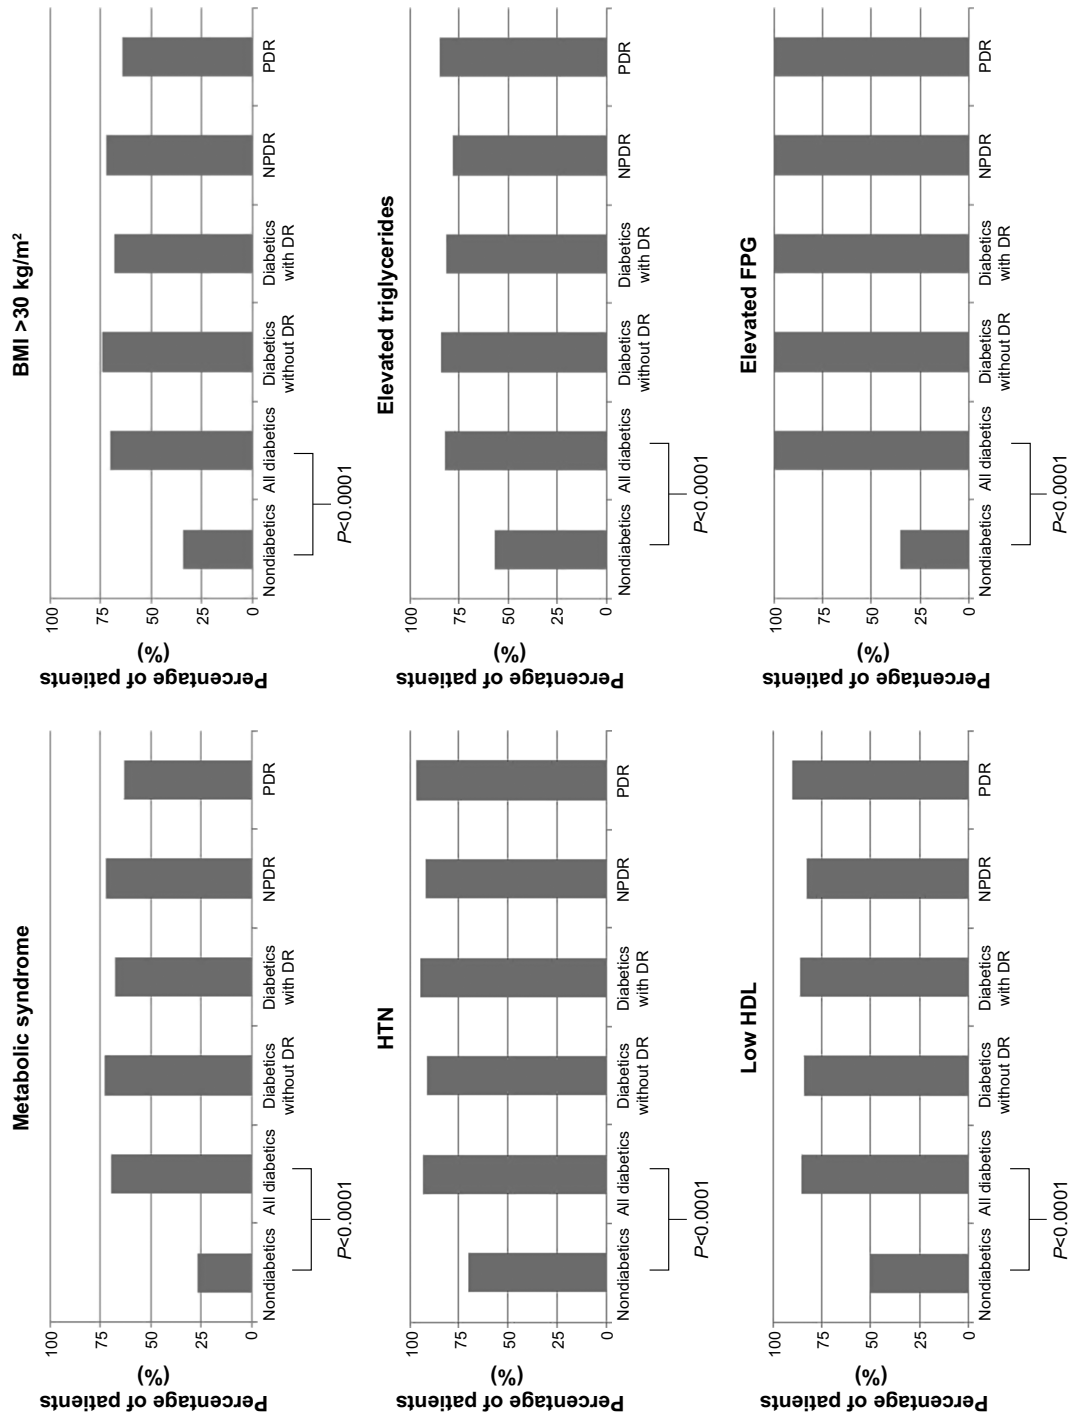 Metabolic syndrome
Percentage of patients
(%)
100
75
50
25
0
Nondiabetics
All diabetics
Diabetics
without DR
Diabetics
with DR
NPDR
PDR
P<0.0001
BMI >30 kg/m²
Percentage of patients
(%)
100
75
50
25
0
Nondiabetics
All diabetics
Diabetics
without DR
Diabetics
with DR
NPDR
PDR
P<0.0001
HTN
Percentage of patients
(%)
100
75
50
25
0
Nondiabetics
All diabetics
Diabetics
without DR
Diabetics
with DR
NPDR
PDR
P<0.0001
Elevated triglycerides
Percentage of patients
(%)
100
75
50
25
0
Nondiabetics
All diabetics
Diabetics
without DR
Diabetics
with DR
NPDR
PDR
P<0.0001
Low HDL
Percentage of patients
(%)
100
75
50
25
0
Nondiabetics
All diabetics
Diabetics
without DR
Diabetics
with DR
NPDR
PDR
P<0.0001
Elevated FPG
Percentage of patients
(%)
100
75
50
25
0
Nondiabetics
All diabetics
Diabetics
without DR
Diabetics
with DR
NPDR
PDR
P<0.0001